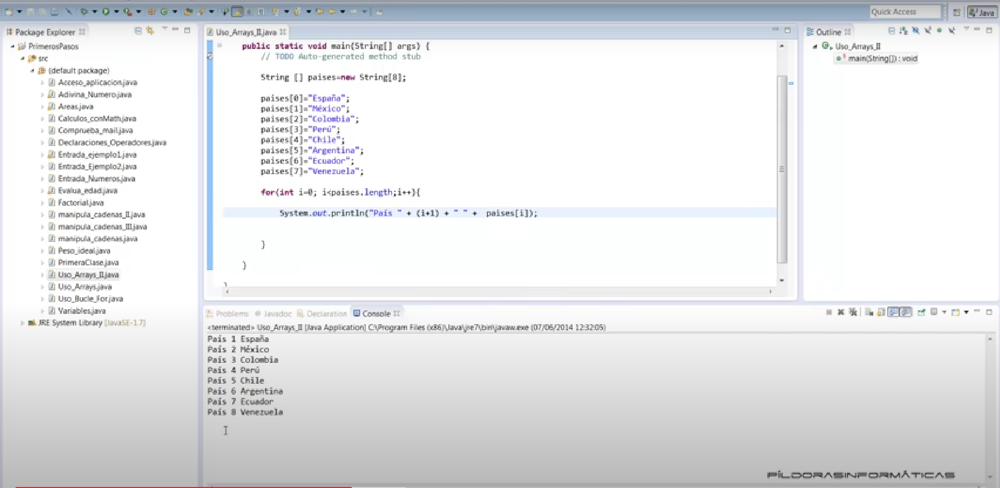 Quick Access
Java
Package Explorer
PrimerosPasos
src
(default package)
Acceso_aplicacion.java
Adivina_Numero.java
Areas.java
Calculos_conMath.java
Comprueba_mail.java
Declaraciones_Operadores.java
Entrada_ejemplo1.java
Entrada_Ejemplo2.java
Entrada_Numeros.java
Evalua_edad.java
Factorial.java
manipula_cadenas_II.java
manipula_cadenas_III.java
manipula_cadenas.java
Peso_ideal.java
PrimeraClase.java
Uso_Arrays_II.java
Uso_Arrays.java
Uso_Bucle_For.java
Variables.java
JRE System Library [JavaSE-1.7]
Uso_Arrays_II.java
public static void main(String[] args) {
// TODO Auto-generated method stub
String [] paises=new String[8];
paises[0]="España";
paises[1]="México";
paises[2]="Colombia";
paises[3]="Perú";
paises[4]="Chile";
paises[5]="Argentina";
paises[6]="Ecuador";
paises[7]="Venezuela";
for(int i=0; i<paises.length;i++){
System.out.println("País " + (i+1) + " " +  paises[i]);
}
}
Outline
Uso_Arrays_II
main(String[]) : void
Problems Javadoc Declaration Console
<terminated> Uso_Arrays_II [Java Application] C:\Program Files (x86)\Java\jre7\bin\javaw.exe (07/06/2014 12:32:05)
País 1 España
País 2 México
País 3 Colombia
País 4 Perú
País 5 Chile
País 6 Argentina
País 7 Ecuador
País 8 Venezuela
PÍLDORASINFORMÁTICAS